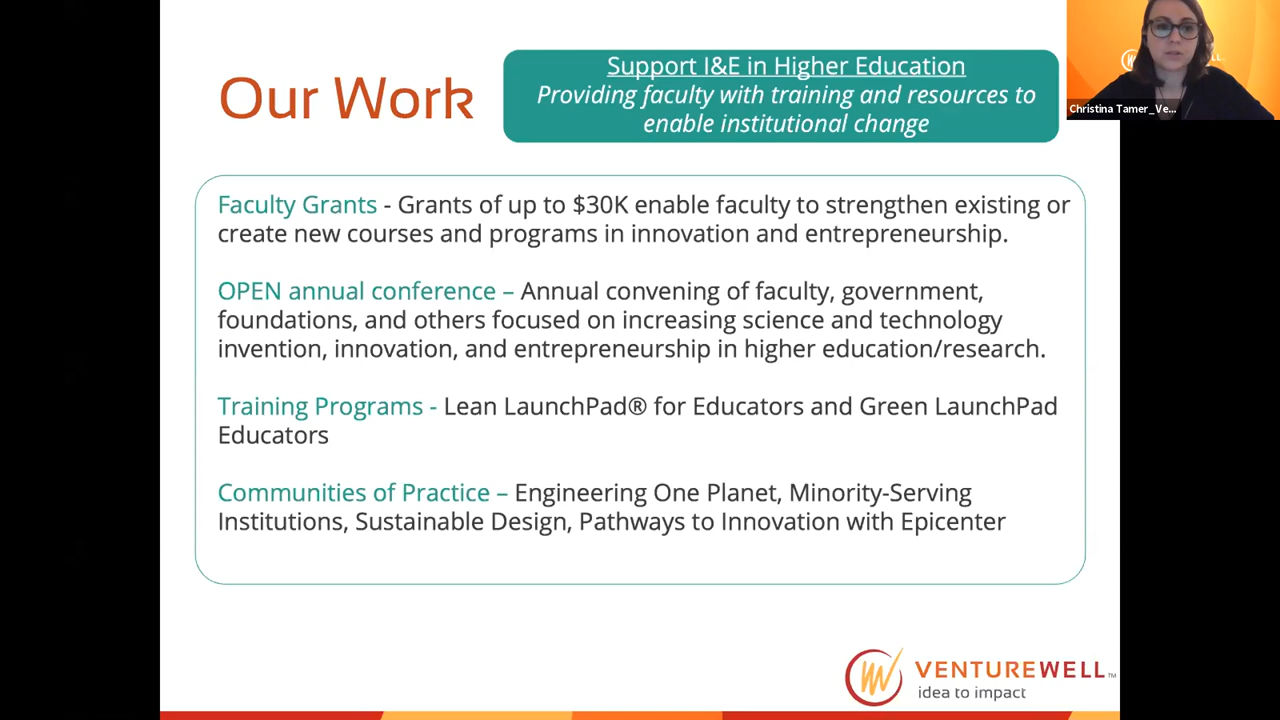 Our Work
Support I&E in Higher Education
Providing faculty with training and resources to
enable institutional change
Christina Tamer_Ve...
Faculty Grants - Grants of up to $30K enable faculty to strengthen existing or
create new courses and programs in innovation and entrepreneurship.
OPEN annual conference – Annual convening of faculty, government,
foundations, and others focused on increasing science and technology
invention, innovation, and entrepreneurship in higher education/research.
Training Programs - Lean LaunchPad® for Educators and Green LaunchPad
Educators
Communities of Practice – Engineering One Planet, Minority-Serving
Institutions, Sustainable Design, Pathways to Innovation with Epicenter
VENTUREWELL™
idea to impact